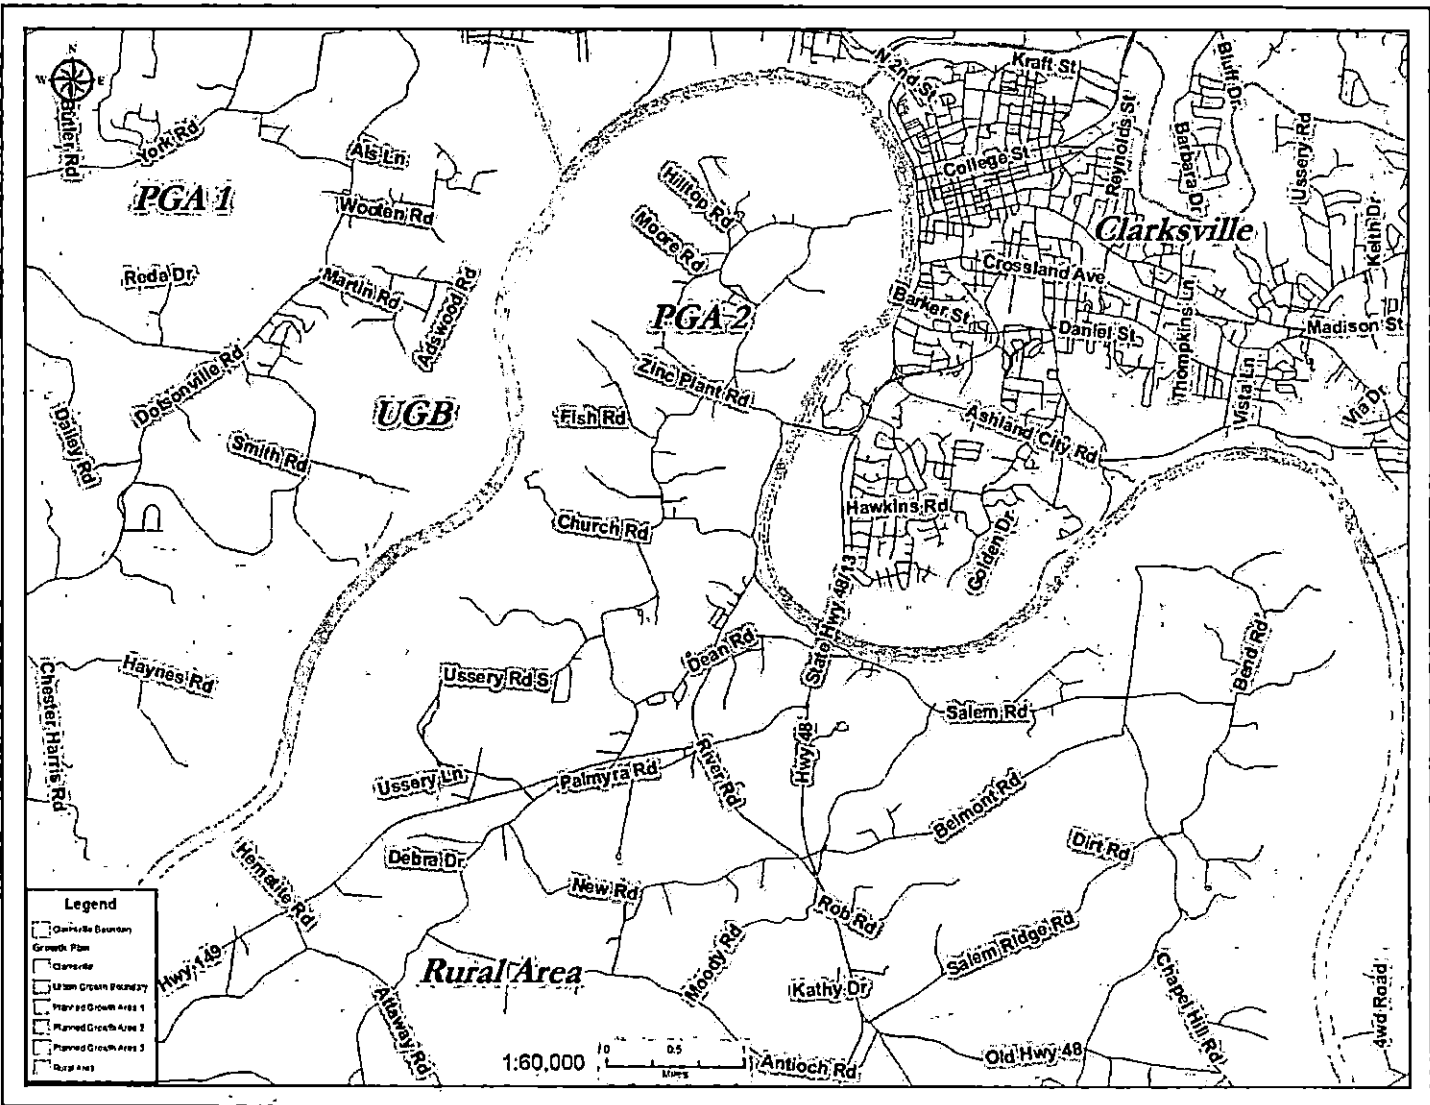 N
W E
Butler Rd
York Rd
Als Ln
PGA 1
Wooten Rd
Roda Dr
Martin Rd
Adswood Rd
Dotsonville Rd
Dailey Rd
Smith Rd
UGB
Hilltop Rd
Moore Rd
PGA 2
Zinc Plant Rd
Fish Rd
Church Rd
N 2nd St
Kraft St
College St
Reynolds St
Barbara Dr
Bluff Dr
Ussery Rd
Keith Dr
Clarksville
Crossland Ave
Barker St
Daniel St
Thompkins Ln
Madison St
Vista Ln
Via Dr
Ashland City Rd
Hawkins Rd
Golden Dr
State Hwy 48/13
Dean Rd
Ussery Rd S
Haynes Rd
Chester Harris Rd
Salem Rd
Bend Rd
Hwy 48
River Rd
Palmyra Rd
Ussery Ln
Belmont Rd
Dirt Rd
Debra Dr
New Rd
Hematite Rd
Rob Rd
Moody Rd
Salem Ridge Rd
Hwy 149
Rural Area
Kathy Dr
Attaway Rd
Chapel Hill Rd
4wd Road
Old Hwy 48
Antioch Rd
1:60,000
0 0.5
Miles
Legend
Clarksville Boundary
Growth Plan
Clarksville
Urban Growth Boundary
Planned Growth Area 1
Planned Growth Area 2
Planned Growth Area 3
Rural Area